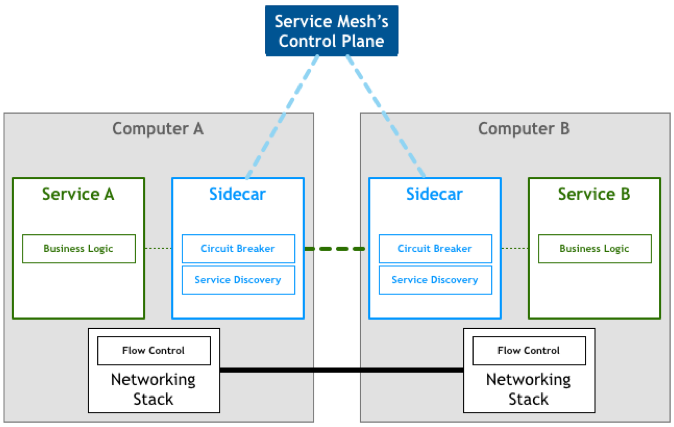 Service Mesh's
Control Plane
Computer A
Computer B
Service A
Sidecar
Sidecar
Service B
Business Logic
Circuit Breaker
Circuit Breaker
Business Logic
Service Discovery
Service Discovery
Flow Control
Networking
Stack
Flow Control
Networking
Stack